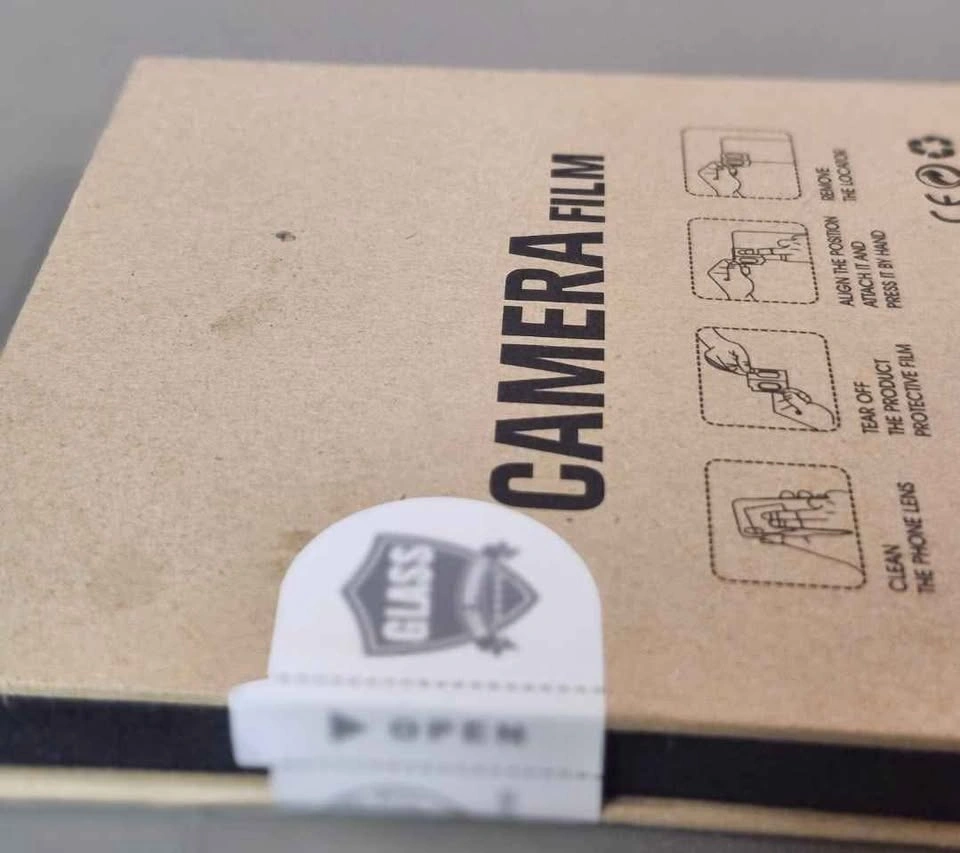 CAMERA FILM
CLEAN
THE PHONE LENS
TEAR OFF
THE PRODUCT
PROTECTIVE FILM
ALIGN THE POSITION
ATTACH IT AND
PRESS IT BY HAND
REMOVE
THE LOCATOR
CE
GLASS
OPEN